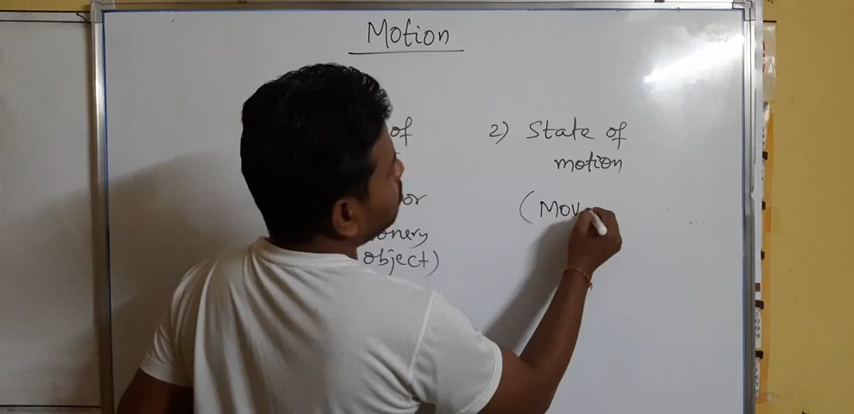 Motion
of
2) State of
motion
or
(Mov
onery
object)